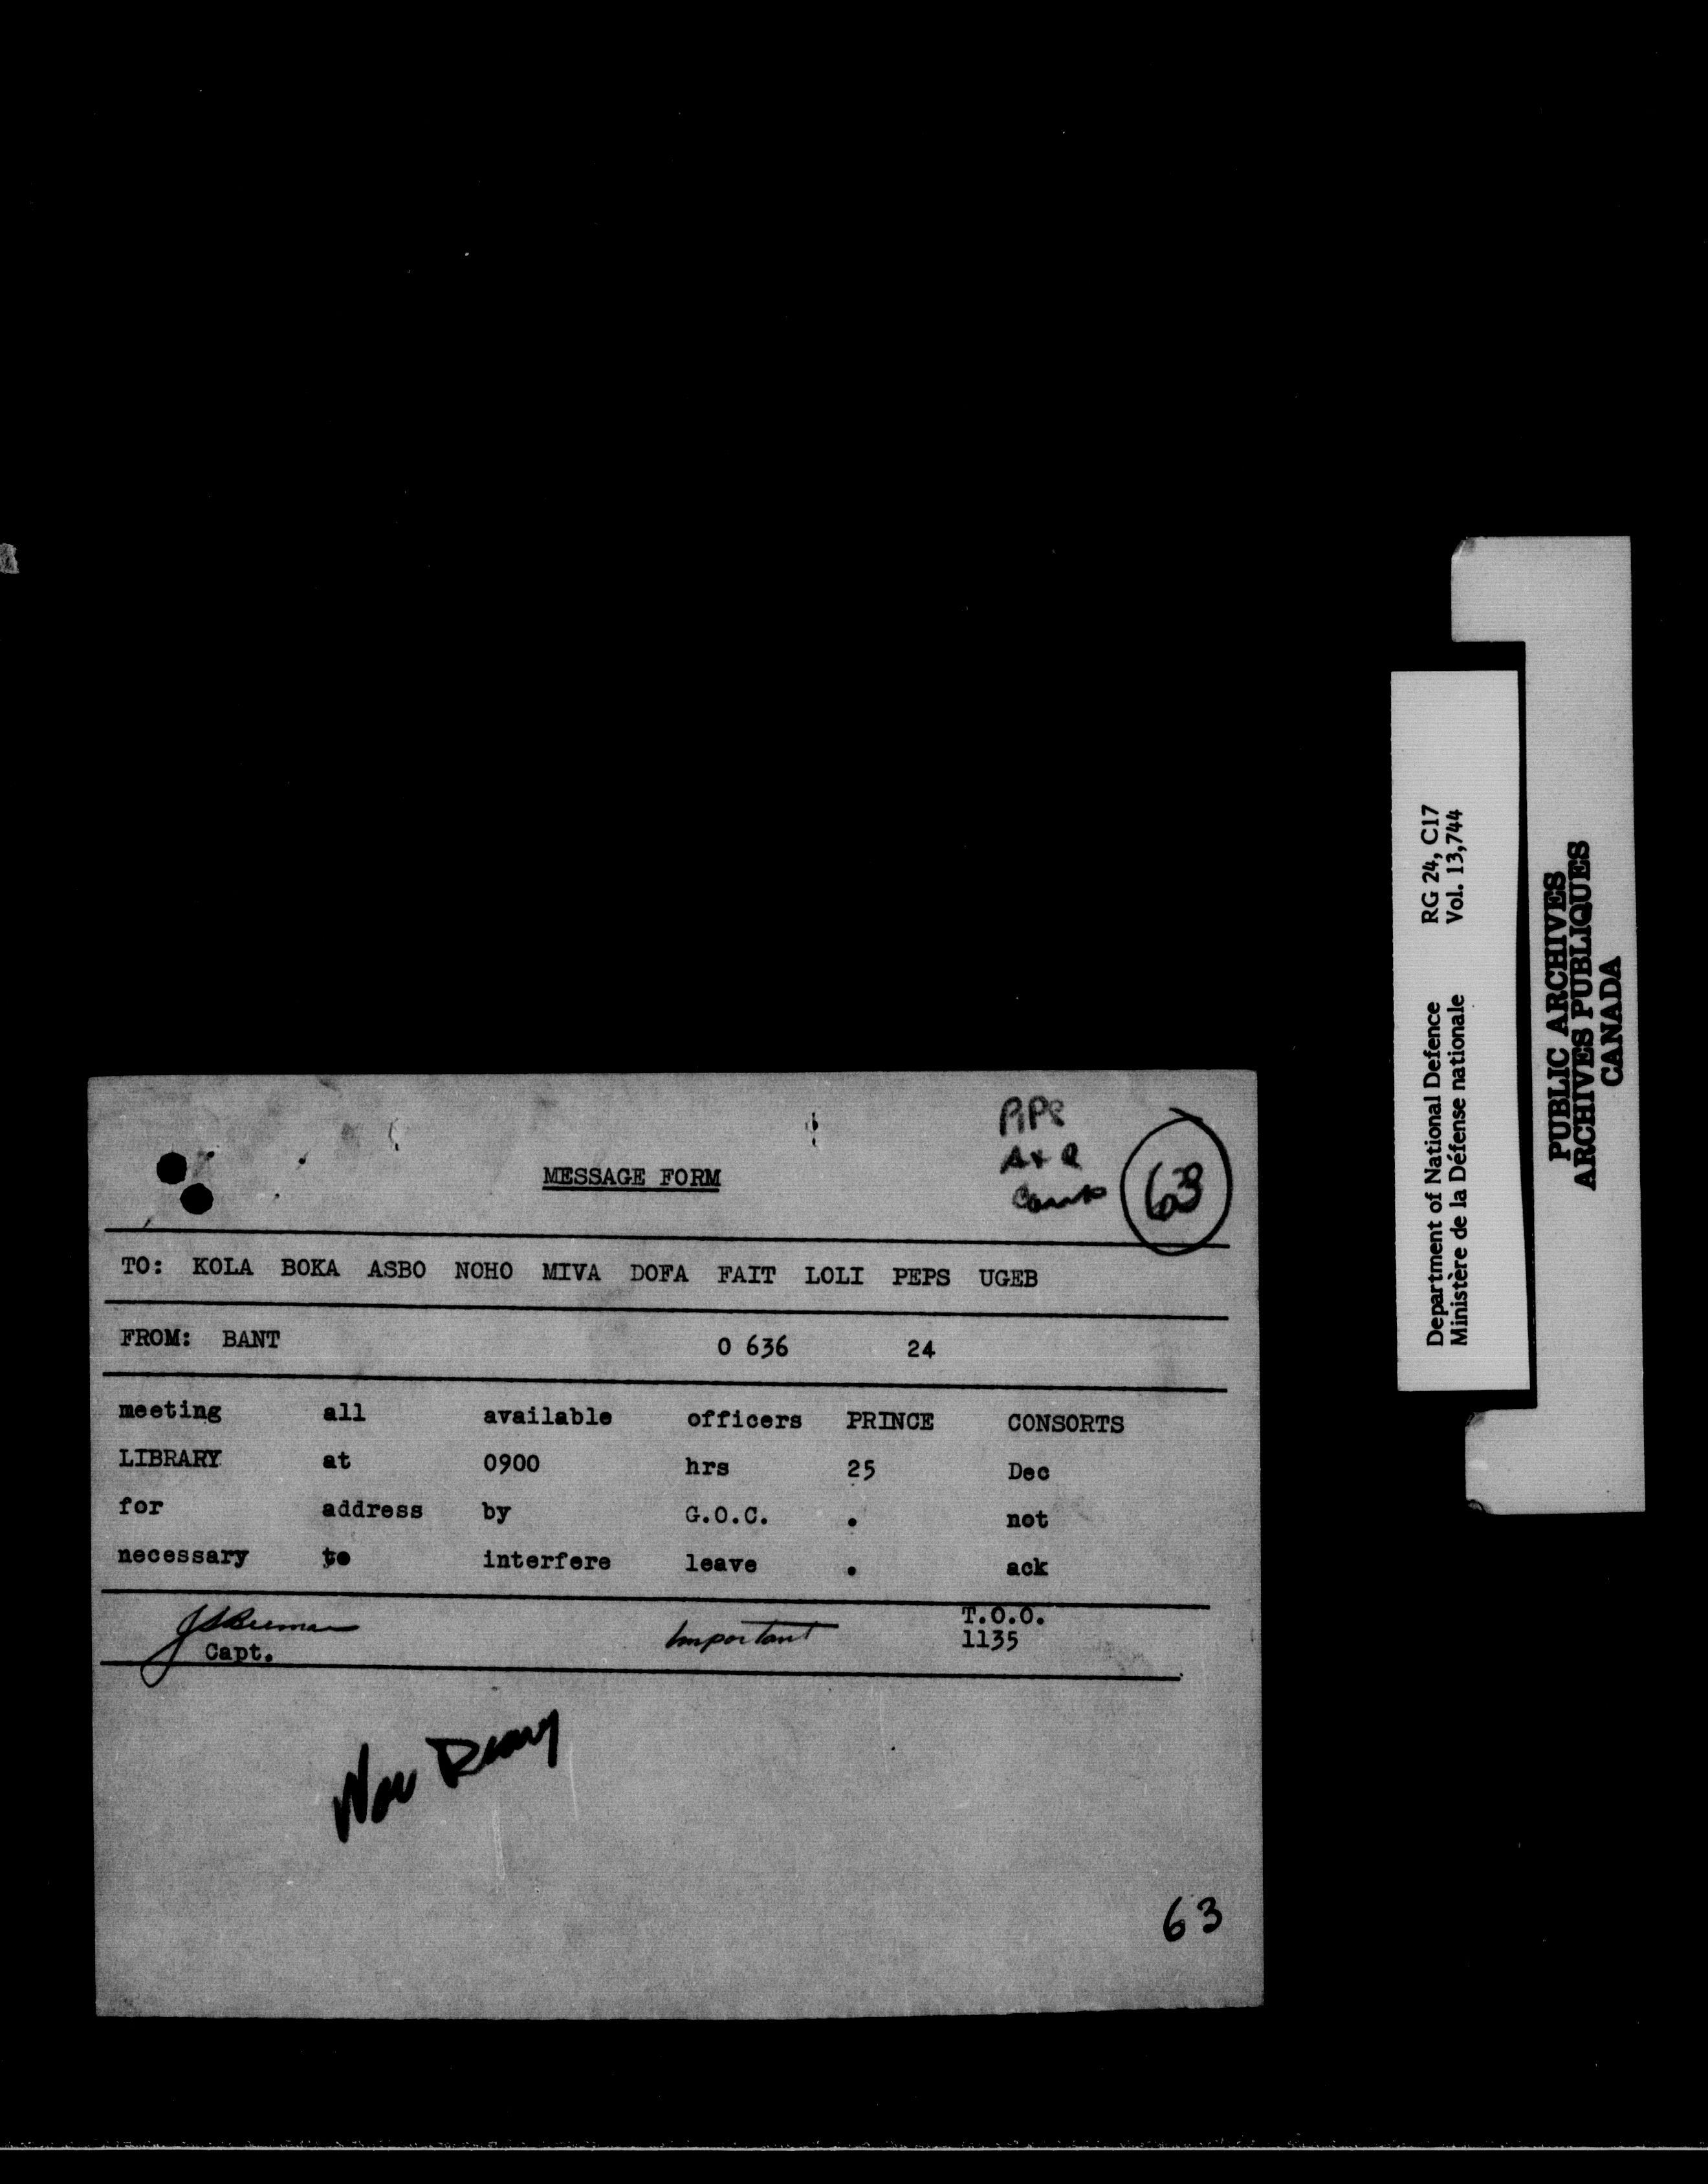 A+Q
63
MESSAGE FORM
TO: KOLA BOKA ASBO NOHO MIVA DOFA FAIT LOLI PEPS UGEB
FROM: BANT 0 636 24
meeting all available officers PRINCE CONSORTS
LIBRARY at 0900 hrs 25 Dec
for address by G.O.C. . not
necessary to interfere leave . ack
Capt. Important T.O.O.
1135
War Diary
63
Department of National Defence RG 24, C17
Ministère de la Défense nationale Vol. 13,744
PUBLIC ARCHIVES
ARCHIVES PUBLIQUES
CANADA